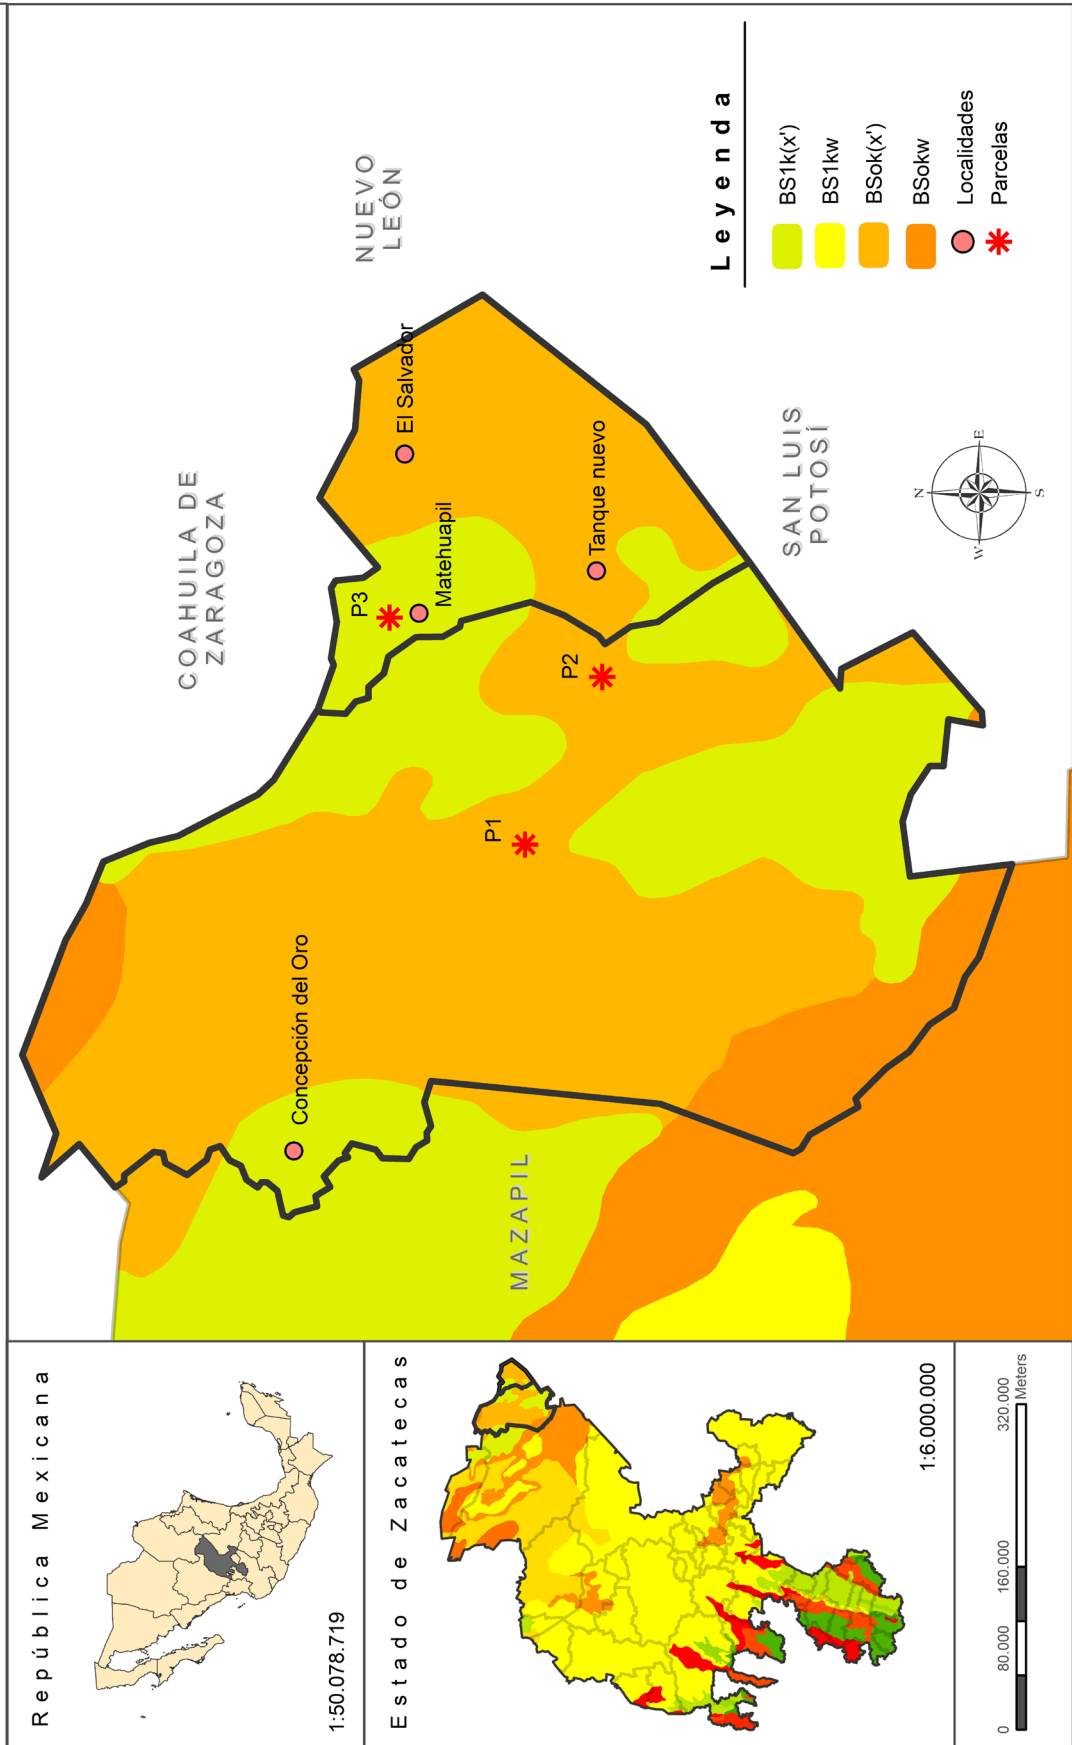 República Mexicana
1:50.078.719
Estado de Zacatecas
1:6.000.000
0
80.000
160.000
320.000
Meters
COAHUILA DE
ZARAGOZA
NUEVO
LEÓN
SAN LUIS
POTOSÍ
MAZAPIL
Concepción del Oro
P3
Matehuapil
El Salvador
P1
P2
Tanque nuevo
N
W
E
S
Leyenda
BS1k(x')
BS1kw
BSok(x')
BSokw
Localidades
Parcelas